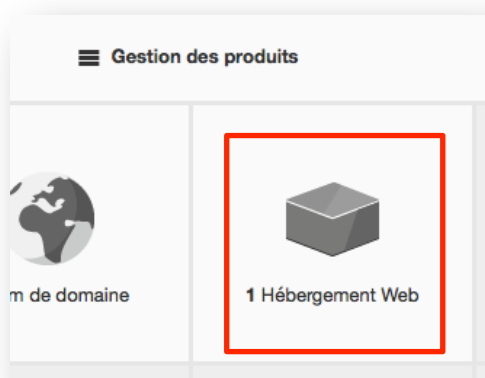 Gestion des produits
m de domaine
1 Hébergement Web